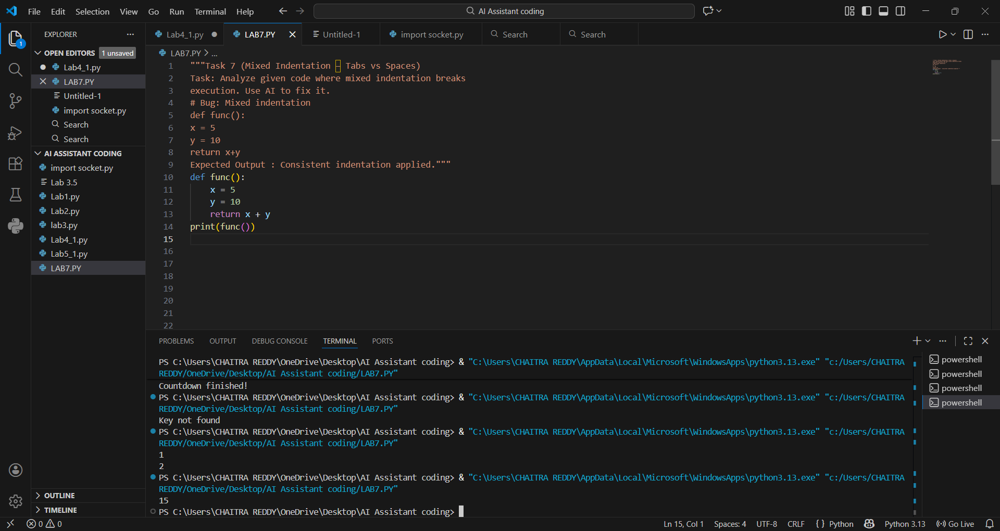 File Edit Selection View Go Run Terminal Help
AI Assistant coding
1
EXPLORER
OPEN EDITORS 1 unsaved
Lab4_1.py
LAB7.PY
Untitled-1
import socket.py
Search
Search
AI ASSISTANT CODING
import socket.py
Lab 3.5
Lab1.py
Lab2.py
lab3.py
Lab4_1.py
Lab5_1.py
LAB7.PY
OUTLINE
TIMELINE
Lab4_1.py LAB7.PY Untitled-1 import socket.py Search Search
LAB7.PY > ...
1 """Task 7 (Mixed Indentation – Tabs vs Spaces)
2 Task: Analyze given code where mixed indentation breaks
3 execution. Use AI to fix it.
4 # Bug: Mixed indentation
5 def func():
6 x = 5
7 y = 10
8 return x+y
9 Expected Output : Consistent indentation applied."""
10 def func():
11     x = 5
12     y = 10
13     return x + y
14 print(func())
15
16
17
18
19
20
21
22
PROBLEMS OUTPUT DEBUG CONSOLE TERMINAL PORTS
PS C:\Users\CHAITRA REDDY\OneDrive\Desktop\AI Assistant coding> & "C:\Users\CHAITRA REDDY\AppData\Local\Microsoft\WindowsApps\python3.13.exe" "c:/Users/CHAITRA
REDDY/OneDrive/Desktop/AI Assistant coding/LAB7.PY"
Countdown finished!
PS C:\Users\CHAITRA REDDY\OneDrive\Desktop\AI Assistant coding> & "C:\Users\CHAITRA REDDY\AppData\Local\Microsoft\WindowsApps\python3.13.exe" "c:/Users/CHAITRA
REDDY/OneDrive/Desktop/AI Assistant coding/LAB7.PY"
Key not found
PS C:\Users\CHAITRA REDDY\OneDrive\Desktop\AI Assistant coding> & "C:\Users\CHAITRA REDDY\AppData\Local\Microsoft\WindowsApps\python3.13.exe" "c:/Users/CHAITRA
REDDY/OneDrive/Desktop/AI Assistant coding/LAB7.PY"
1
2
PS C:\Users\CHAITRA REDDY\OneDrive\Desktop\AI Assistant coding> & "C:\Users\CHAITRA REDDY\AppData\Local\Microsoft\WindowsApps\python3.13.exe" "c:/Users/CHAITRA
REDDY/OneDrive/Desktop/AI Assistant coding/LAB7.PY"
15
PS C:\Users\CHAITRA REDDY\OneDrive\Desktop\AI Assistant coding>
powershell
powershell
powershell
powershell
0 0 Ln 15, Col 1 Spaces: 4 UTF-8 CRLF {} Python Python 3.13 Go Live